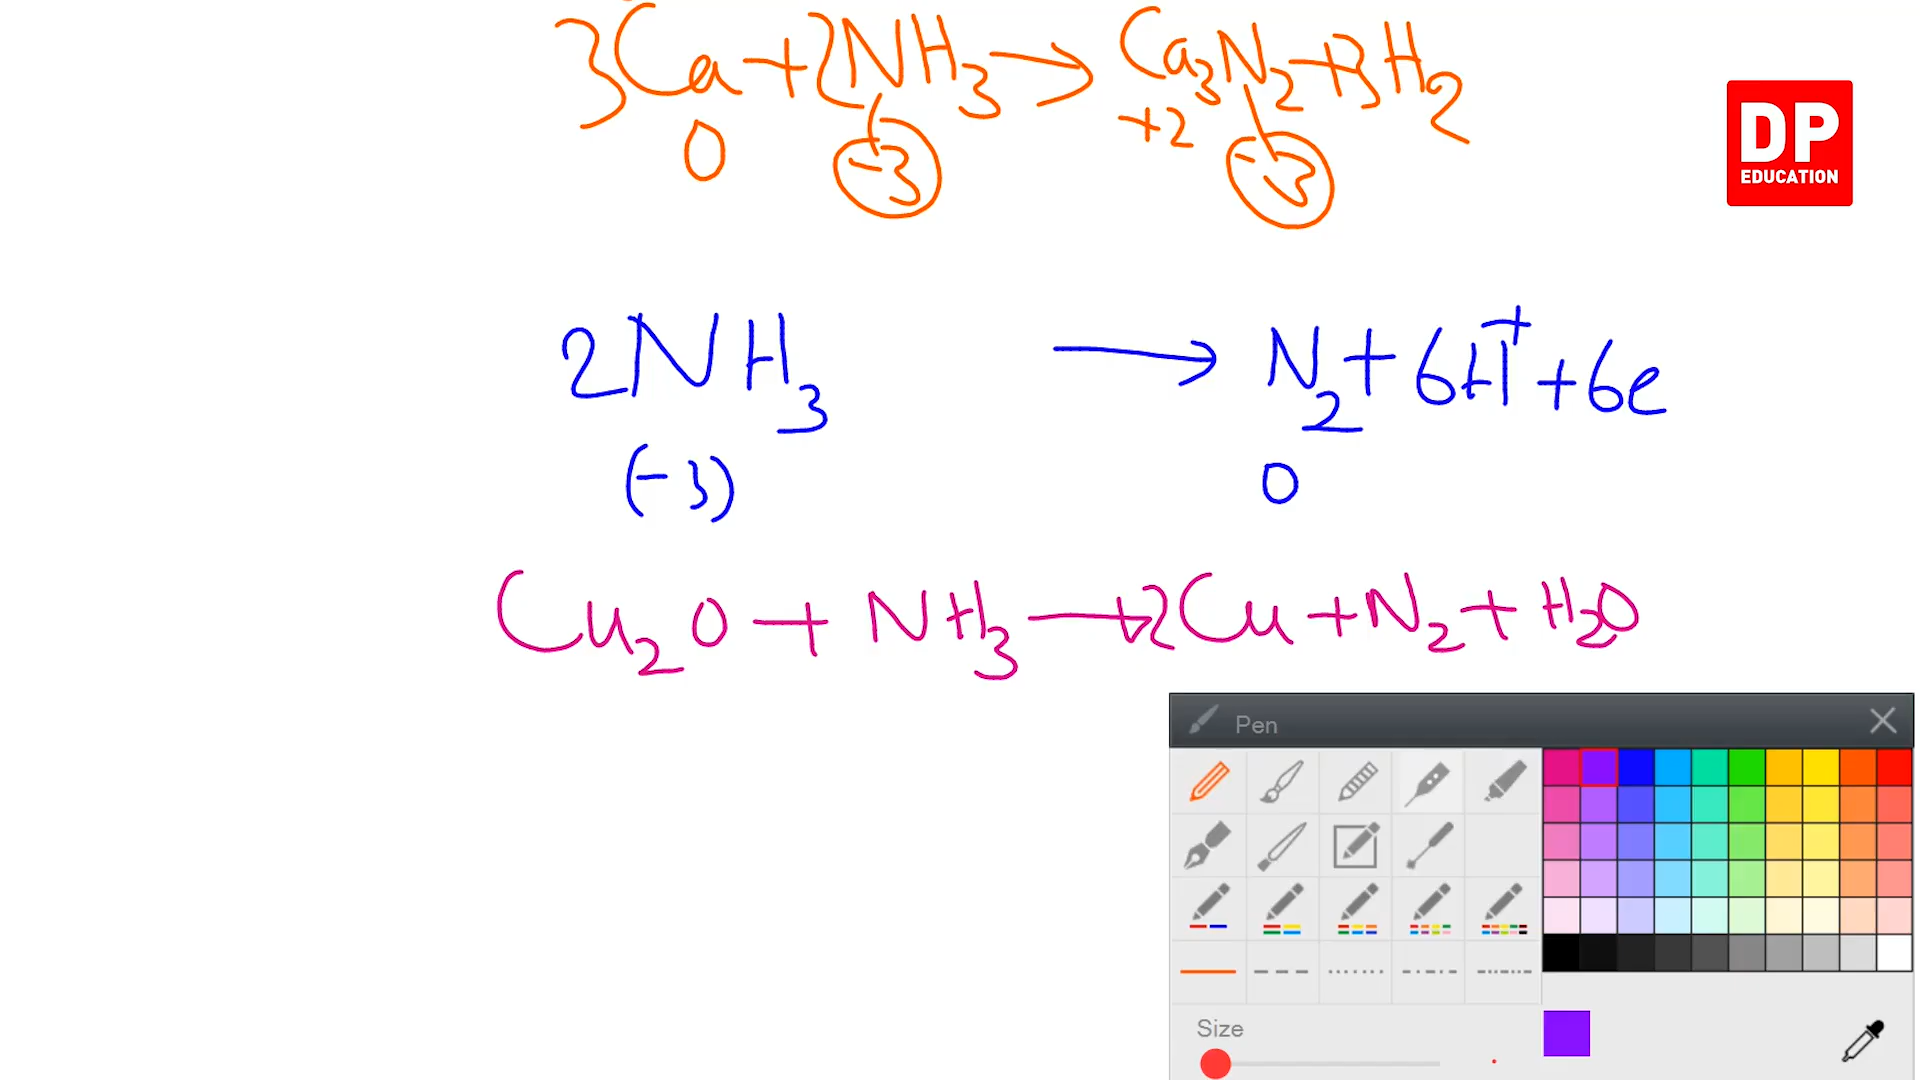 3Ca + 2NH3 → Ca3N2 + 3H2
0 -3 +2 -3
DP
EDUCATION
2NH3 → N2 + 6H+ + 6e
(-3) 0
Cu2O + NH3 → 2Cu + N2 + H2O
Pen
Size